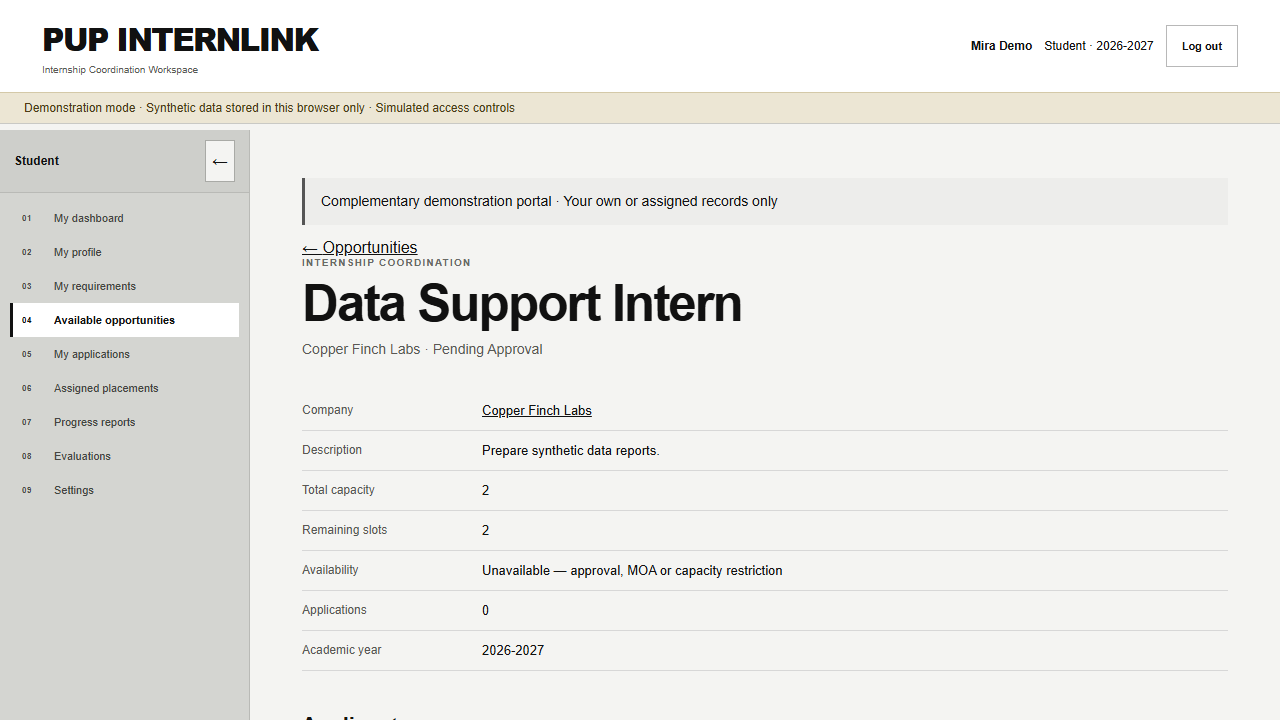 PUP INTERNLINK
Internship Coordination Workspace
Mira Demo Student · 2026-2027 Log out
Demonstration mode · Synthetic data stored in this browser only · Simulated access controls
Student ←
01 My dashboard
02 My profile
03 My requirements
04 Available opportunities
05 My applications
06 Assigned placements
07 Progress reports
08 Evaluations
09 Settings
Complementary demonstration portal · Your own or assigned records only
← Opportunities
INTERNSHIP COORDINATION
Data Support Intern
Copper Finch Labs · Pending Approval
Company Copper Finch Labs
Description Prepare synthetic data reports.
Total capacity 2
Remaining slots 2
Availability Unavailable — approval, MOA or capacity restriction
Applications 0
Academic year 2026-2027